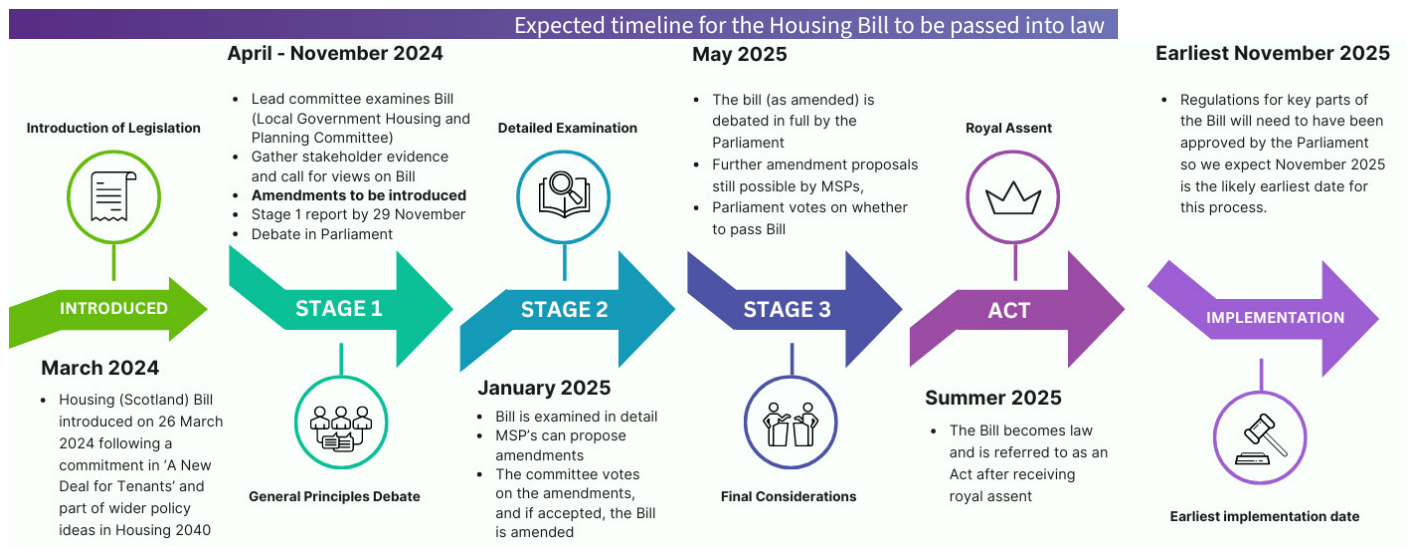 Expected timeline for the Housing Bill to be passed into law
Introduction of Legislation
INTRODUCED
March 2024
• Housing (Scotland) Bill
introduced on 26 March
2024 following a
commitment in ‘A New
Deal for Tenants’ and
part of wider policy
ideas in Housing 2040
April - November 2024
• Lead committee examines Bill
(Local Government Housing and
Planning Committee)
• Gather stakeholder evidence
and call for views on Bill
• Amendments to be introduced
• Stage 1 report by 29 November
• Debate in Parliament
STAGE 1
General Principles Debate
Detailed Examination
STAGE 2
January 2025
• Bill is examined in detail
• MSP’s can propose
amendments
• The committee votes
on the amendments,
and if accepted, the Bill
is amended
May 2025
• The bill (as amended) is
debated in full by the
Parliament
• Further amendment proposals
still possible by MSPs,
• Parliament votes on whether
to pass Bill
STAGE 3
Final Considerations
Royal Assent
ACT
Summer 2025
• The Bill becomes law
and is referred to as an
Act after receiving
royal assent
Earliest November 2025
• Regulations for key parts of
the Bill will need to have been
approved by the Parliament
so we expect November 2025
is the likely earliest date for
this process.
IMPLEMENTATION
Earliest implementation date